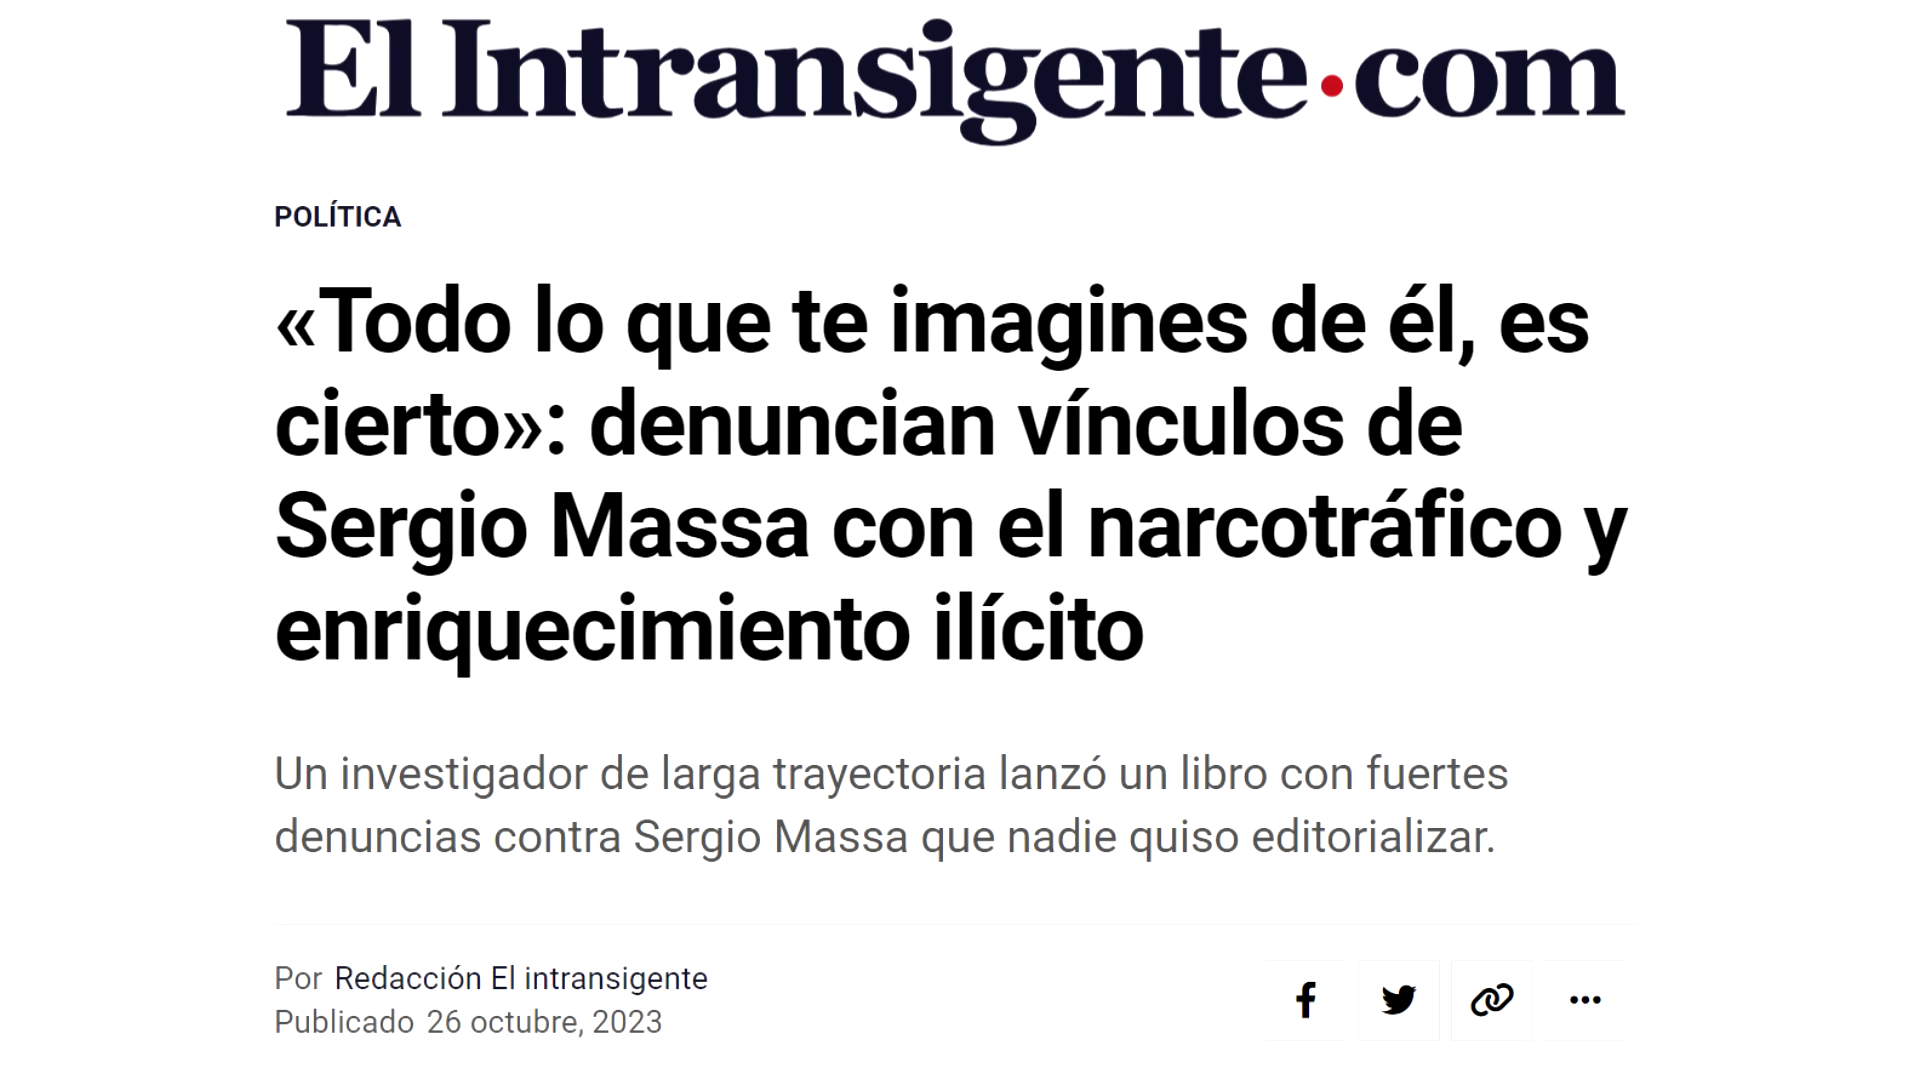 El Intransigente.com
POLÍTICA
«Todo lo que te imagines de él, es
cierto»: denuncian vínculos de
Sergio Massa con el narcotráfico y
enriquecimiento ilícito
Un investigador de larga trayectoria lanzó un libro con fuertes
denuncias contra Sergio Massa que nadie quiso editorializar.
Por Redacción El intransigente
Publicado 26 octubre, 2023